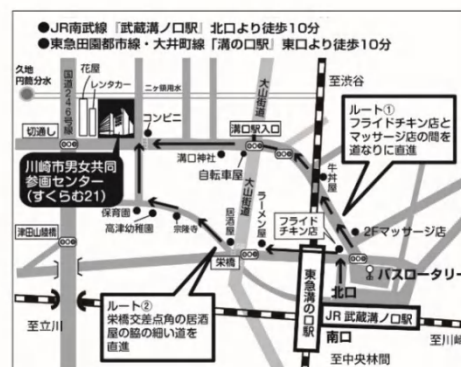 ●JR南武線『武蔵溝ノ口駅』北口より徒歩10分
●東急田園都市線・大井町線「溝の口駅」東口より徒歩10分
久地
円筒分水
国道246号線
花屋
レンタカー
二ヶ領用水
大山街道
至渋谷
ルート①
フライドチキン店と
マッサージ店の間を
道なりに直進
切通し
コンビニ
溝口駅入口
溝口神社
自転車屋
牛丼屋
川崎市男女共同
参画センター
(すくらむ21)
保育園
高津幼稚園
宗隆寺
大山街道
居酒屋
ラーメン屋
フライド
チキン店
2Fマッサージ店
津田山陸橋
栄橋
バスロータリー
北口
東急溝の口駅
JR 武蔵溝ノ口駅
ルート②
栄橋交差点角の居酒
屋の脇の細い道を
直進
至立川
南口
至川崎
至中央林間